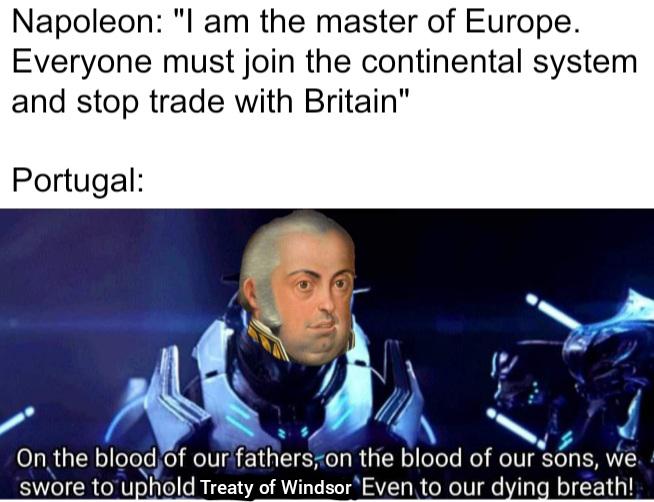 Napoleon: "I am the master of Europe.
Everyone must join the continental system
and stop trade with Britain"
Portugal:
On the blood of our fathers, on the blood of our sons, we
swore to uphold Treaty of Windsor Even to our dying breath!